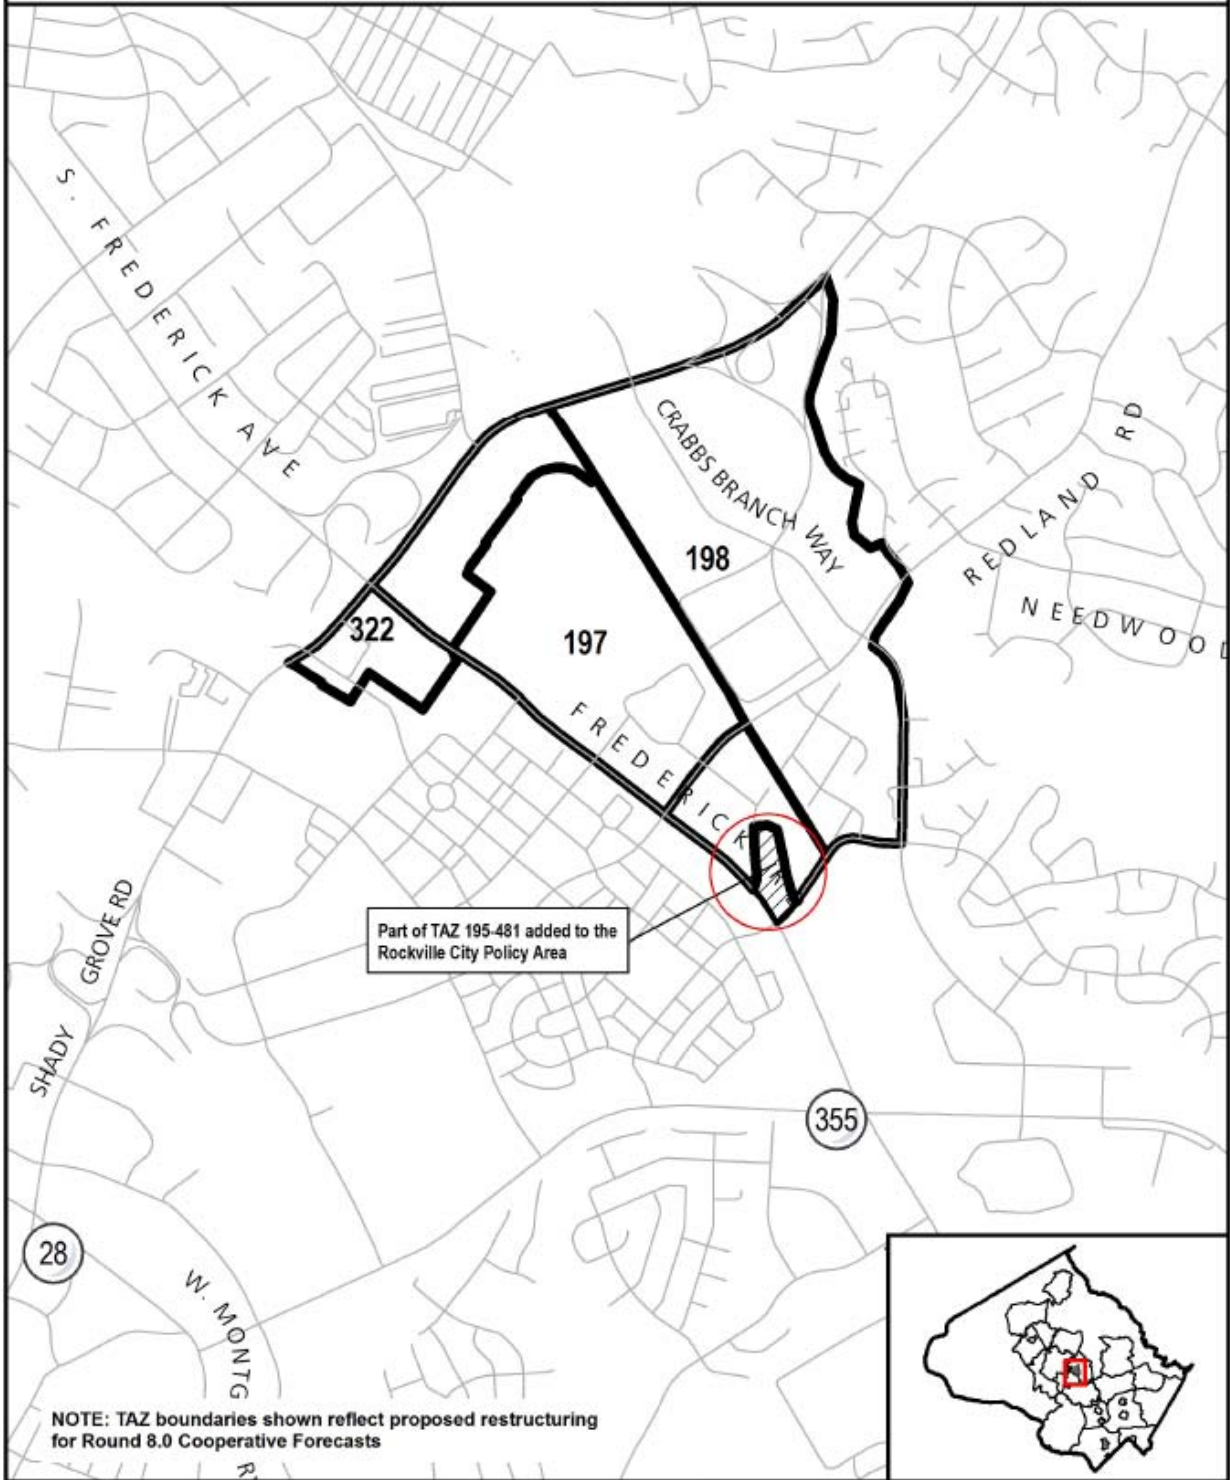 S. FREDERICK AVE
CRABBS BRANCH WAY
REDLAND RD
198
NEEDWOO
322
197
FREDERICK
Part of TAZ 195-481 added to the
Rockville City Policy Area
SHADY GROVE RD
355
28
W. MONTG
NOTE: TAZ boundaries shown reflect proposed restructuring
for Round 8.0 Cooperative Forecasts